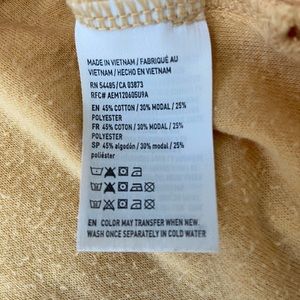 MADE IN VIETNAM / FABRIQUÉ AU
VIETNAM / HECHO EN VIETNAM
RN 54485/CA 03873
RFC# AEM120605U9A
EN 45% COTTON / 30% MODAL / 25%
POLYESTER
FR 45% COTON / 30% MODAL / 25%
POLYESTER
SP 45% algodón / 30% modal / 25%
poliéster
EN COLOR MAY TRANSFER WHEN NEW.
WASH ONCE SEPARATELY IN COLD WATER